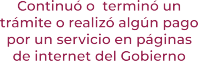 Continuó o terminó un
trámite o realizó algún pago
por un servicio en páginas
de internet del Gobierno